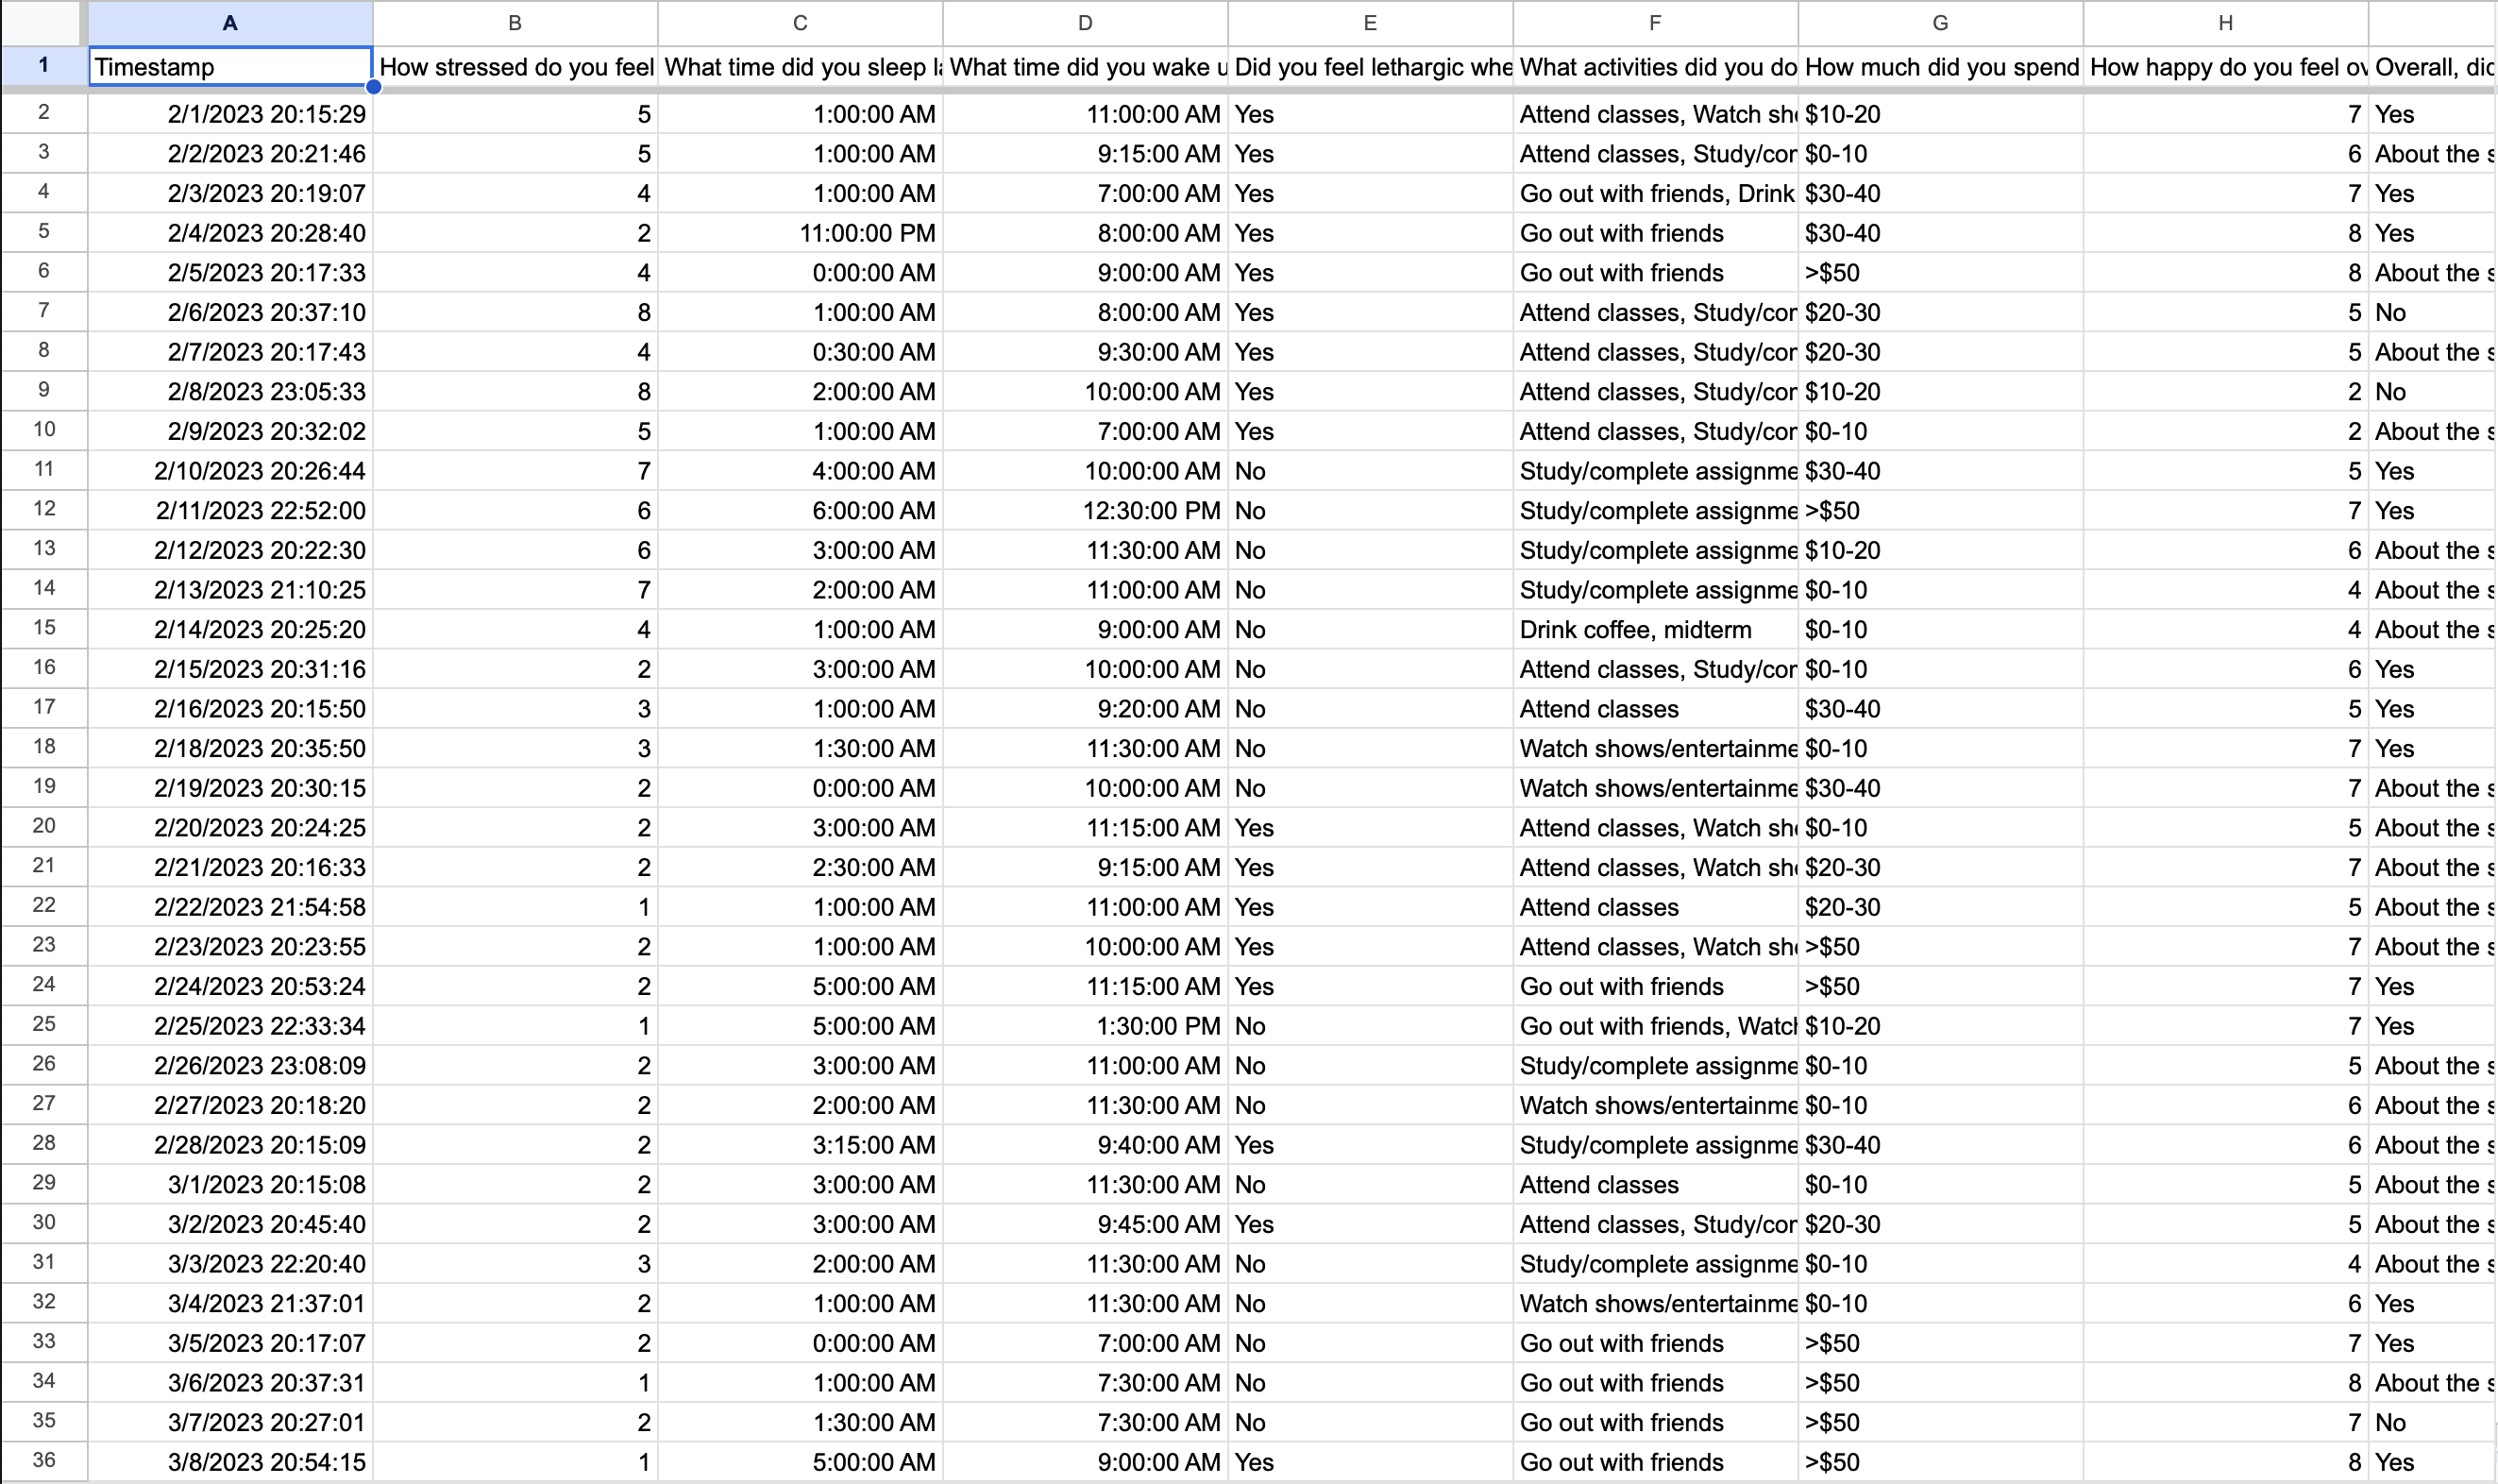 A B C D E F G H
1 Timestamp How stressed do you feel What time did you sleep la What time did you wake u Did you feel lethargic whe What activities did you do How much did you spend How happy do you feel ov Overall, did
2 2/1/2023 20:15:29 5 1:00:00 AM 11:00:00 AM Yes Attend classes, Watch sho $10-20 7 Yes
3 2/2/2023 20:21:46 5 1:00:00 AM 9:15:00 AM Yes Attend classes, Study/com $0-10 6 About the s
4 2/3/2023 20:19:07 4 1:00:00 AM 7:00:00 AM Yes Go out with friends, Drink $30-40 7 Yes
5 2/4/2023 20:28:40 2 11:00:00 PM 8:00:00 AM Yes Go out with friends $30-40 8 Yes
6 2/5/2023 20:17:33 4 0:00:00 AM 9:00:00 AM Yes Go out with friends >$50 8 About the s
7 2/6/2023 20:37:10 8 1:00:00 AM 8:00:00 AM Yes Attend classes, Study/com $20-30 5 No
8 2/7/2023 20:17:43 4 0:30:00 AM 9:30:00 AM Yes Attend classes, Study/com $20-30 5 About the s
9 2/8/2023 23:05:33 8 2:00:00 AM 10:00:00 AM Yes Attend classes, Study/com $10-20 2 No
10 2/9/2023 20:32:02 5 1:00:00 AM 7:00:00 AM Yes Attend classes, Study/com $0-10 2 About the s
11 2/10/2023 20:26:44 7 4:00:00 AM 10:00:00 AM No Study/complete assignme $30-40 5 Yes
12 2/11/2023 22:52:00 6 6:00:00 AM 12:30:00 PM No Study/complete assignme >$50 7 Yes
13 2/12/2023 20:22:30 6 3:00:00 AM 11:30:00 AM No Study/complete assignme $10-20 6 About the s
14 2/13/2023 21:10:25 7 2:00:00 AM 11:00:00 AM No Study/complete assignme $0-10 4 About the s
15 2/14/2023 20:25:20 4 1:00:00 AM 9:00:00 AM No Drink coffee, midterm $0-10 4 About the s
16 2/15/2023 20:31:16 2 3:00:00 AM 10:00:00 AM No Attend classes, Study/com $0-10 6 Yes
17 2/16/2023 20:15:50 3 1:00:00 AM 9:20:00 AM No Attend classes $30-40 5 Yes
18 2/18/2023 20:35:50 3 1:30:00 AM 11:30:00 AM No Watch shows/entertainme $0-10 7 Yes
19 2/19/2023 20:30:15 2 0:00:00 AM 10:00:00 AM No Watch shows/entertainme $30-40 7 About the s
20 2/20/2023 20:24:25 2 3:00:00 AM 11:15:00 AM Yes Attend classes, Watch sho $0-10 5 About the s
21 2/21/2023 20:16:33 2 2:30:00 AM 9:15:00 AM Yes Attend classes, Watch sho $20-30 7 About the s
22 2/22/2023 21:54:58 1 1:00:00 AM 11:00:00 AM Yes Attend classes $20-30 5 About the s
23 2/23/2023 20:23:55 2 1:00:00 AM 10:00:00 AM Yes Attend classes, Watch sho >$50 7 About the s
24 2/24/2023 20:53:24 2 5:00:00 AM 11:15:00 AM Yes Go out with friends >$50 7 Yes
25 2/25/2023 22:33:34 1 5:00:00 AM 1:30:00 PM No Go out with friends, Watch $10-20 7 Yes
26 2/26/2023 23:08:09 2 3:00:00 AM 11:00:00 AM No Study/complete assignme $0-10 5 About the s
27 2/27/2023 20:18:20 2 2:00:00 AM 11:30:00 AM No Watch shows/entertainme $0-10 6 About the s
28 2/28/2023 20:15:09 2 3:15:00 AM 9:40:00 AM Yes Study/complete assignme $30-40 6 About the s
29 3/1/2023 20:15:08 2 3:00:00 AM 11:30:00 AM No Attend classes $0-10 5 About the s
30 3/2/2023 20:45:40 2 3:00:00 AM 9:45:00 AM Yes Attend classes, Study/com $20-30 5 About the s
31 3/3/2023 22:20:40 3 2:00:00 AM 11:30:00 AM No Study/complete assignme $0-10 4 About the s
32 3/4/2023 21:37:01 2 1:00:00 AM 11:30:00 AM No Watch shows/entertainme $0-10 6 Yes
33 3/5/2023 20:17:07 2 0:00:00 AM 7:00:00 AM No Go out with friends >$50 7 Yes
34 3/6/2023 20:37:31 1 1:00:00 AM 7:30:00 AM No Go out with friends >$50 8 About the s
35 3/7/2023 20:27:01 2 1:30:00 AM 7:30:00 AM No Go out with friends >$50 7 No
36 3/8/2023 20:54:15 1 5:00:00 AM 9:00:00 AM Yes Go out with friends >$50 8 Yes